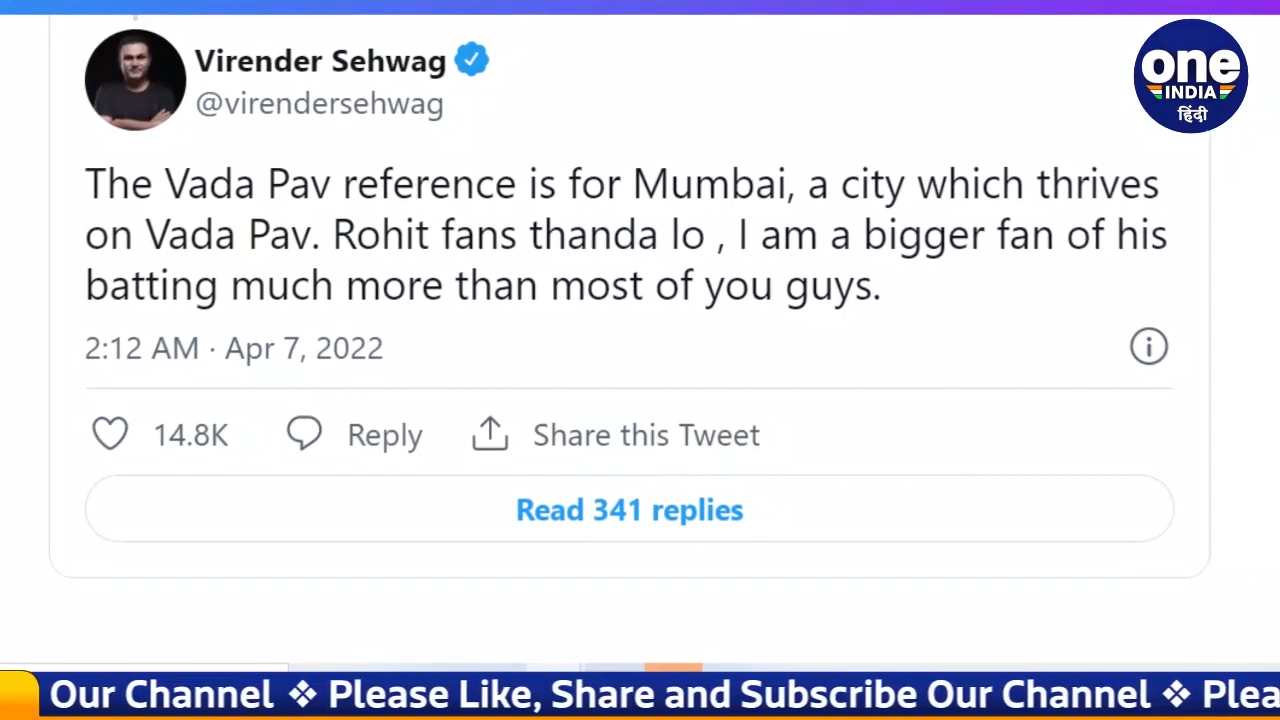 Virender Sehwag
@virendersehwag
one
INDIA
हिंदी
The Vada Pav reference is for Mumbai, a city which thrives
on Vada Pav. Rohit fans thanda lo , I am a bigger fan of his
batting much more than most of you guys.
2:12 AM · Apr 7, 2022
14.8K Reply Share this Tweet
Read 341 replies
Our Channel ❖ Please Like, Share and Subscribe Our Channel ❖ Plea